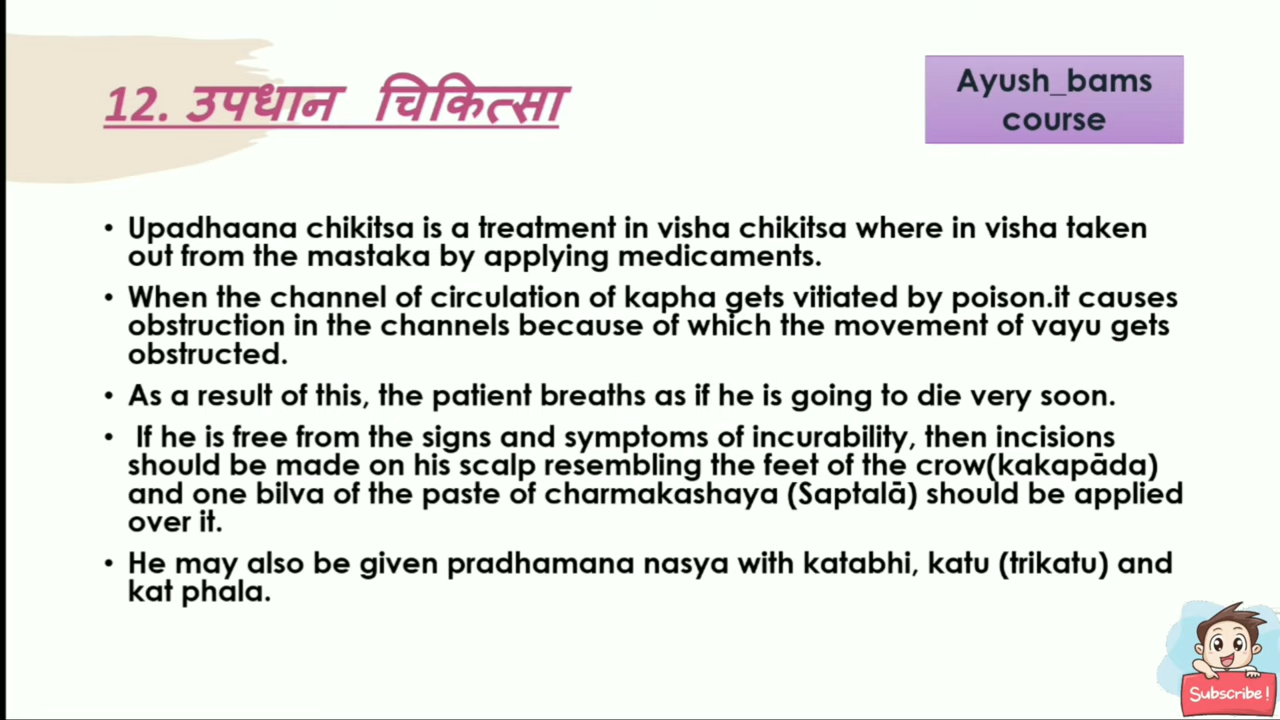 12. उपधान चिकित्सा
Ayush_bams
course
• Upadhaana chikitsa is a treatment in visha chikitsa where in visha taken
out from the mastaka by applying medicaments.
• When the channel of circulation of kapha gets vitiated by poison.it causes
obstruction in the channels because of which the movement of vayu gets
obstructed.
• As a result of this, the patient breaths as if he is going to die very soon.
• If he is free from the signs and symptoms of incurability, then incisions
should be made on his scalp resembling the feet of the crow(kakapāda)
and one bilva of the paste of charmakashaya (Saptalā) should be applied
over it.
• He may also be given pradhamana nasya with katabhi, katu (trikatu) and
kat phala.
Subscribe!